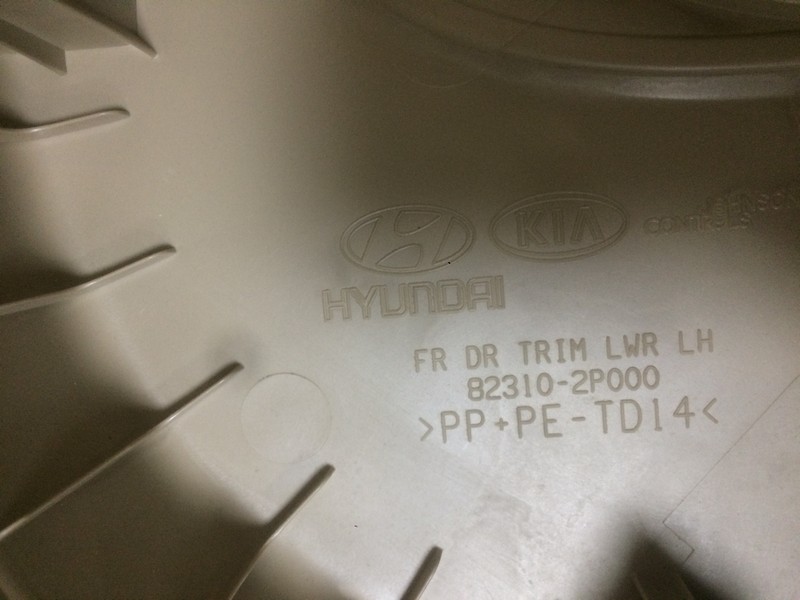 KIA
HYUNDAI
FR DR TRIM LWR LH
82310-2P000
>PP+PE-TD14<